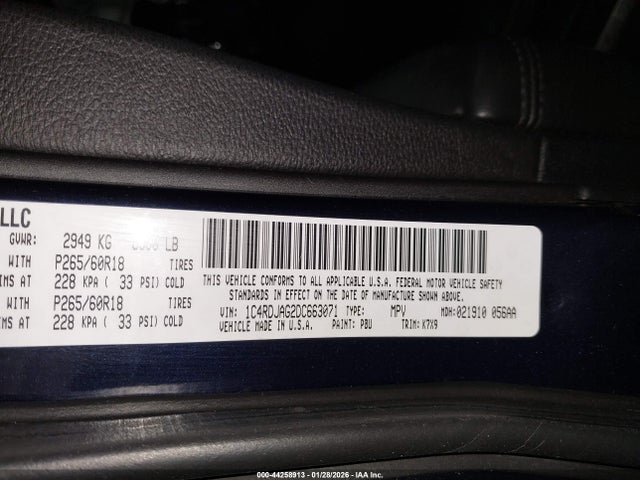 LLC
GVWR: 2949 KG LB
WITH P265/60R18 TIRES
IMS AT 228 KPA ( 33 PSI) COLD
WITH P265/60R18 TIRES
IMS AT 228 KPA ( 33 PSI) COLD
THIS VEHICLE CONFORMS TO ALL APPLICABLE U.S.A. FEDERAL MOTOR VEHICLE SAFETY
STANDARDS IN EFFECT ON THE DATE OF MANUFACTURE SHOWN ABOVE.
VIN: 1C4RDJAG2DC663071 TYPE: MPV MDH: 021910 056AA
VEHICLE MADE IN U.S.A. PAINT: PBU TRIM: K7X9
000-44258913 - 01/28/2026 - IAA Inc.